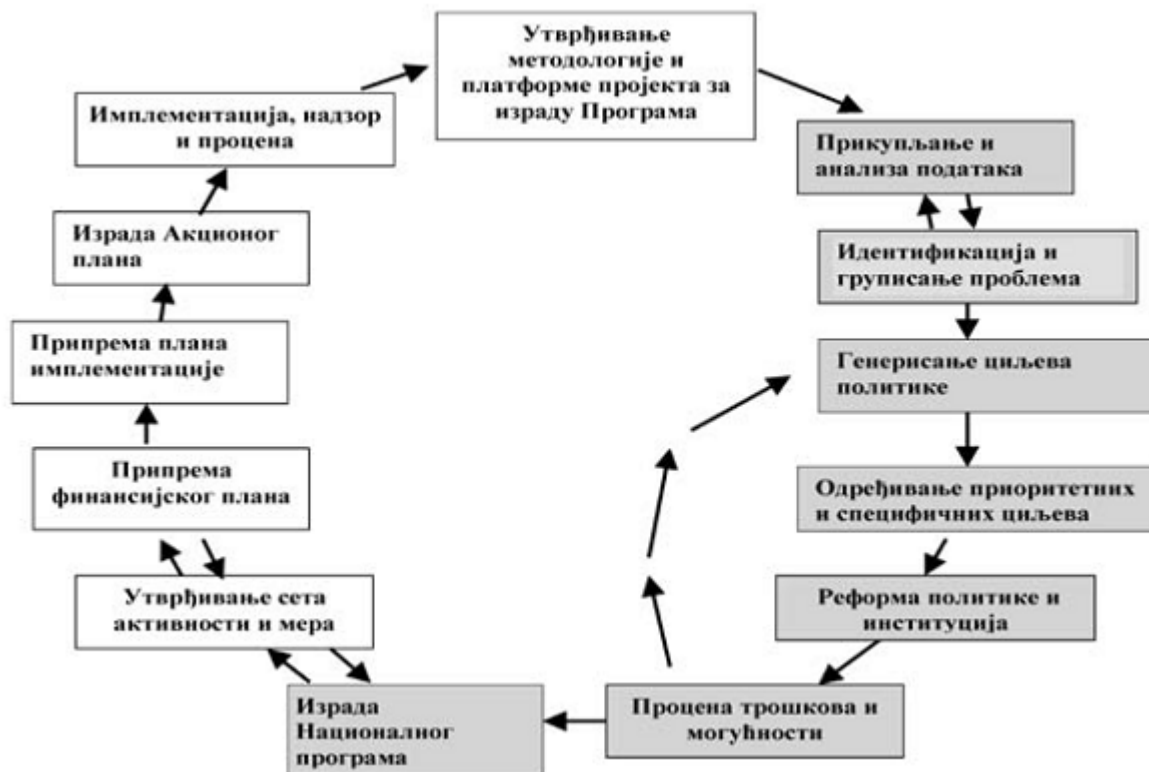 Утврђивање
методологије и
платформе пројекта за
израду Програма
Прикупљање и
анализа података
Идентификација и
груписање проблема
Генерисање циљева
политике
Одређивање приоритетних
и специфичних циљева
Реформа политике и
институција
Процена трошкова и
могућности
Израда
Националног
програма
Утврђивање сета
активности и мера
Припрема
финансијског плана
Припрема плана
имплементације
Израда Акционог
плана
Имплементација, надзор
и процена